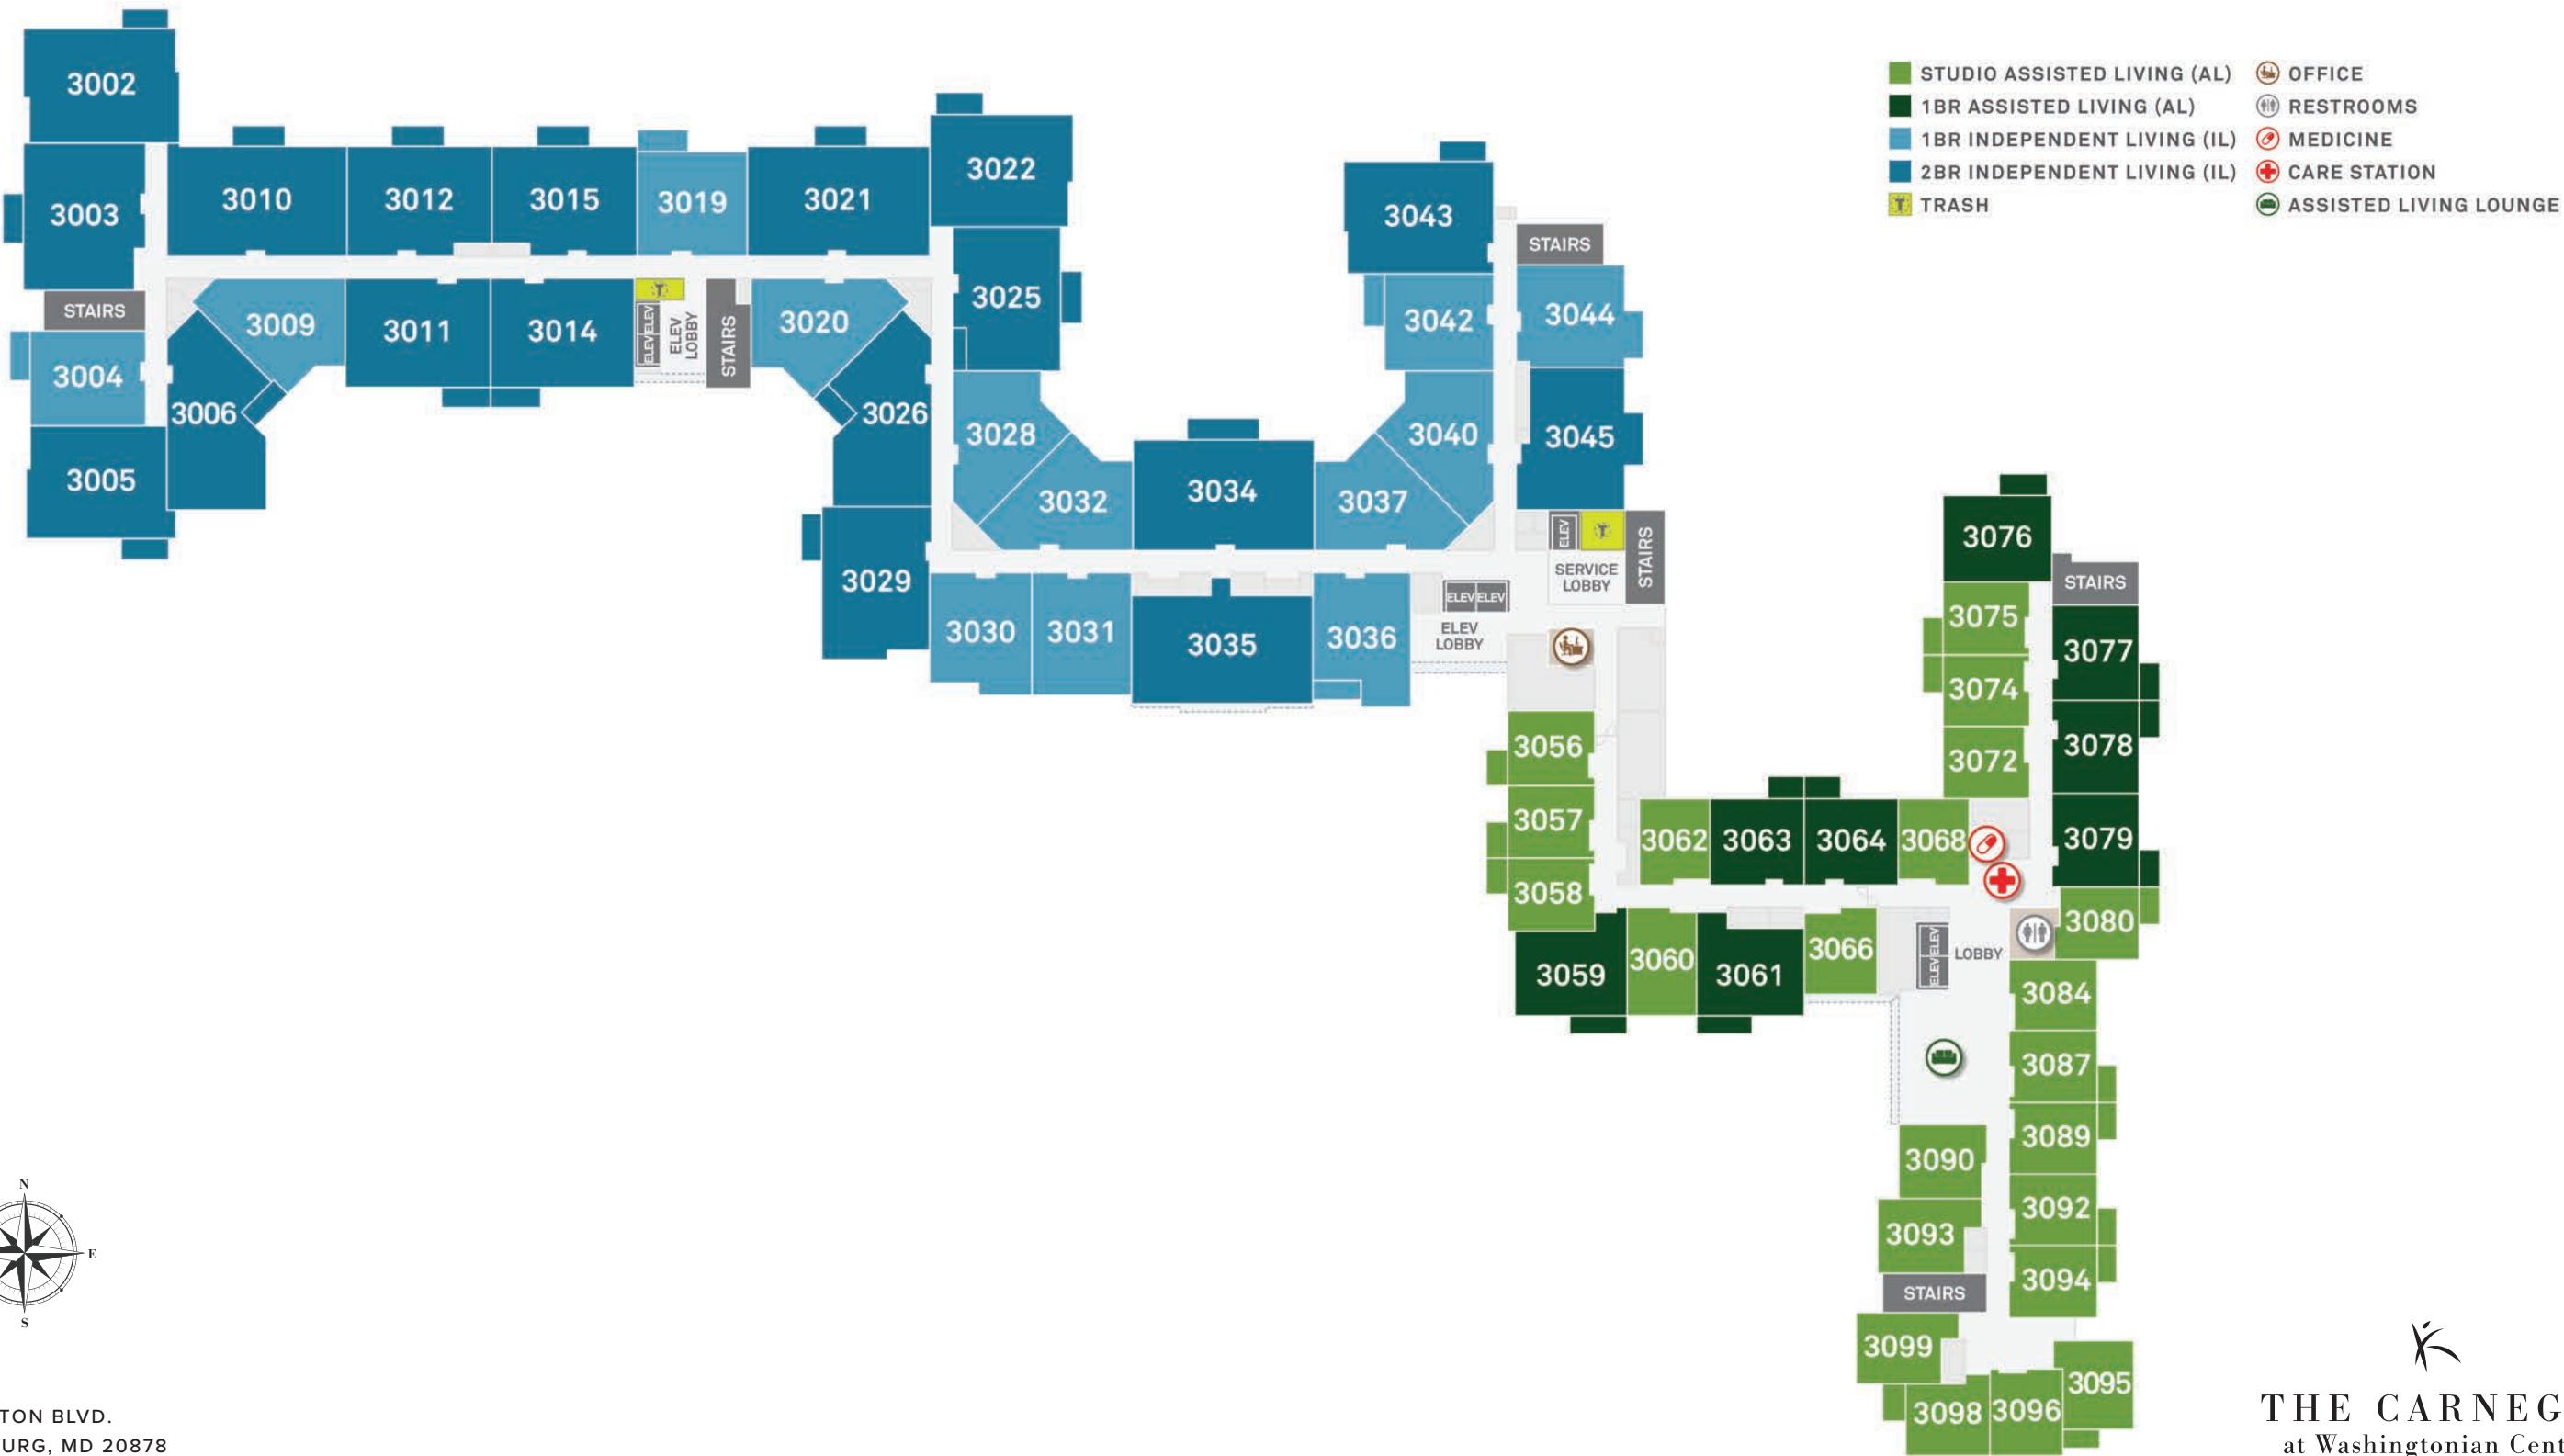 3002
3003
STAIRS
3004
3005
3006
3009
3010
3011
3012
3014
3015
3019
T
ELEV ELEV
ELEV
LOBBY
STAIRS
3020
3021
3022
3025
3026
3028
3029
3030
3031
3032
3034
3035
3036
3037
3040
3042
3043
STAIRS
3044
3045
ELEV
T
STAIRS
SERVICE
LOBBY
ELEV ELEV
ELEV
LOBBY
3056
3057
3058
3059
3060
3061
3062
3063
3064
3066
3068
3072
3074
3075
3076
STAIRS
3077
3078
3079
3080
ELEV ELEV
LOBBY
3084
3087
3089
3090
3092
3093
3094
STAIRS
3099
3098
3096
3095
STUDIO ASSISTED LIVING (AL)
1BR ASSISTED LIVING (AL)
1BR INDEPENDENT LIVING (IL)
2BR INDEPENDENT LIVING (IL)
T TRASH
OFFICE
RESTROOMS
MEDICINE
CARE STATION
ASSISTED LIVING LOUNGE
N
E
S
TON BLVD.
URG, MD 20878
THE CARNEG
at Washingtonian Cent